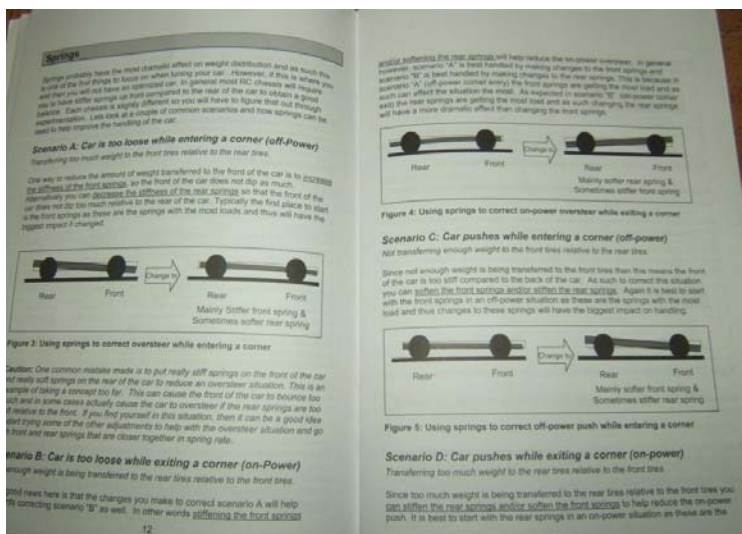 Springs
Springs probably have the most dramatic effect on weight distribution and as such this
is one of the first things to focus on when tuning your car. However, if this is where you
end then you will not have an optimized car. In general most RC chassis will require
you to have stiffer springs up front compared to the rear of the car to obtain a good
balance. Each chassis is slightly different so you will have to figure that out through
experimentation. Lets look at a couple of common scenarios and how springs can be
used to help improve the handling of the car.
Scenario A: Car is too loose while entering a corner (off-Power)
Transferring too much weight to the front tires relative to the rear tires.
One way to reduce the amount of weight transferred to the front of the car is to increase
the stiffness of the front springs, so the front of the car does not dip as much.
Alternatively you can decrease the stiffness of the rear springs so that the front of the
car does not dip too much relative to the rear of the car. Typically the first place to start
is the front springs as these are the springs with the most loads and thus will have the
biggest impact if changed.
Change to
Rear Front Rear Front
Mainly Stiffer front spring &
Sometimes softer rear spring
Figure 3: Using springs to correct oversteer while entering a corner
Caution: One common mistake made is to put really stiff springs on the front of the car
and really soft springs on the rear of the car to reduce an oversteer situation. This is an
example of taking a concept too far. This can cause the front of the car to bounce too
much and in some cases actually cause the car to oversteer if the rear springs are too
soft relative to the front. If you find yourself in this situation, then it can be a good idea
start trying some of the other adjustments to help with the oversteer situation and go
front and rear springs that are closer together in spring rate.
Scenario B: Car is too loose while exiting a corner (on-Power)
enough weight is being transferred to the rear tires relative to the front tires.
good news here is that the changes you make to correct scenario A will help
correcting scenario "B" as well. In other words stiffening the front springs
12
and/or softening the rear springs will help reduce the on-power oversteer. In general
however, scenario "A" is best handled by making changes to the front springs and
scenario "B" is best handled by making changes to the rear springs. This is because in
scenario "A" (off-power corner entry) the front springs are getting the most load and as
such can affect the situation the most. As expected in scenario "B" (on-power corner
exit) the rear springs are getting the most load and as such changing the rear springs
will have a more dramatic effect than changing the front springs.
Change to
Rear Front Rear Front
Mainly softer rear spring &
Sometimes stiffer front spring
Figure 4: Using springs to correct on-power oversteer while exiting a corner
Scenario C: Car pushes while entering a corner (off-power)
Not transferring enough weight to the front tires relative to the rear tires.
Since not enough weight is being transferred to the front tires then this means the front
of the car is too stiff compared to the back of the car. As such to correct this situation
you can soften the front springs and/or stiffen the rear springs. Again it is best to start
with the front springs in an off-power situation as these are the springs with the most
load and thus changes to these springs will have the biggest impact on handling.
Change to
Rear Front Rear Front
Mainly softer front spring &
Sometimes stiffer rear spring
Figure 5: Using springs to correct off-power push while entering a corner
Scenario D: Car pushes while exiting a corner (on-power)
Transferring too much weight to the rear tires relative to the front tires.
Since too much weight is being transferred to the rear tires relative to the front tires you
can stiffen the rear springs and/or soften the front springs to help reduce the on-power
push. It is best to start with the rear springs in an on-power situation as these are the